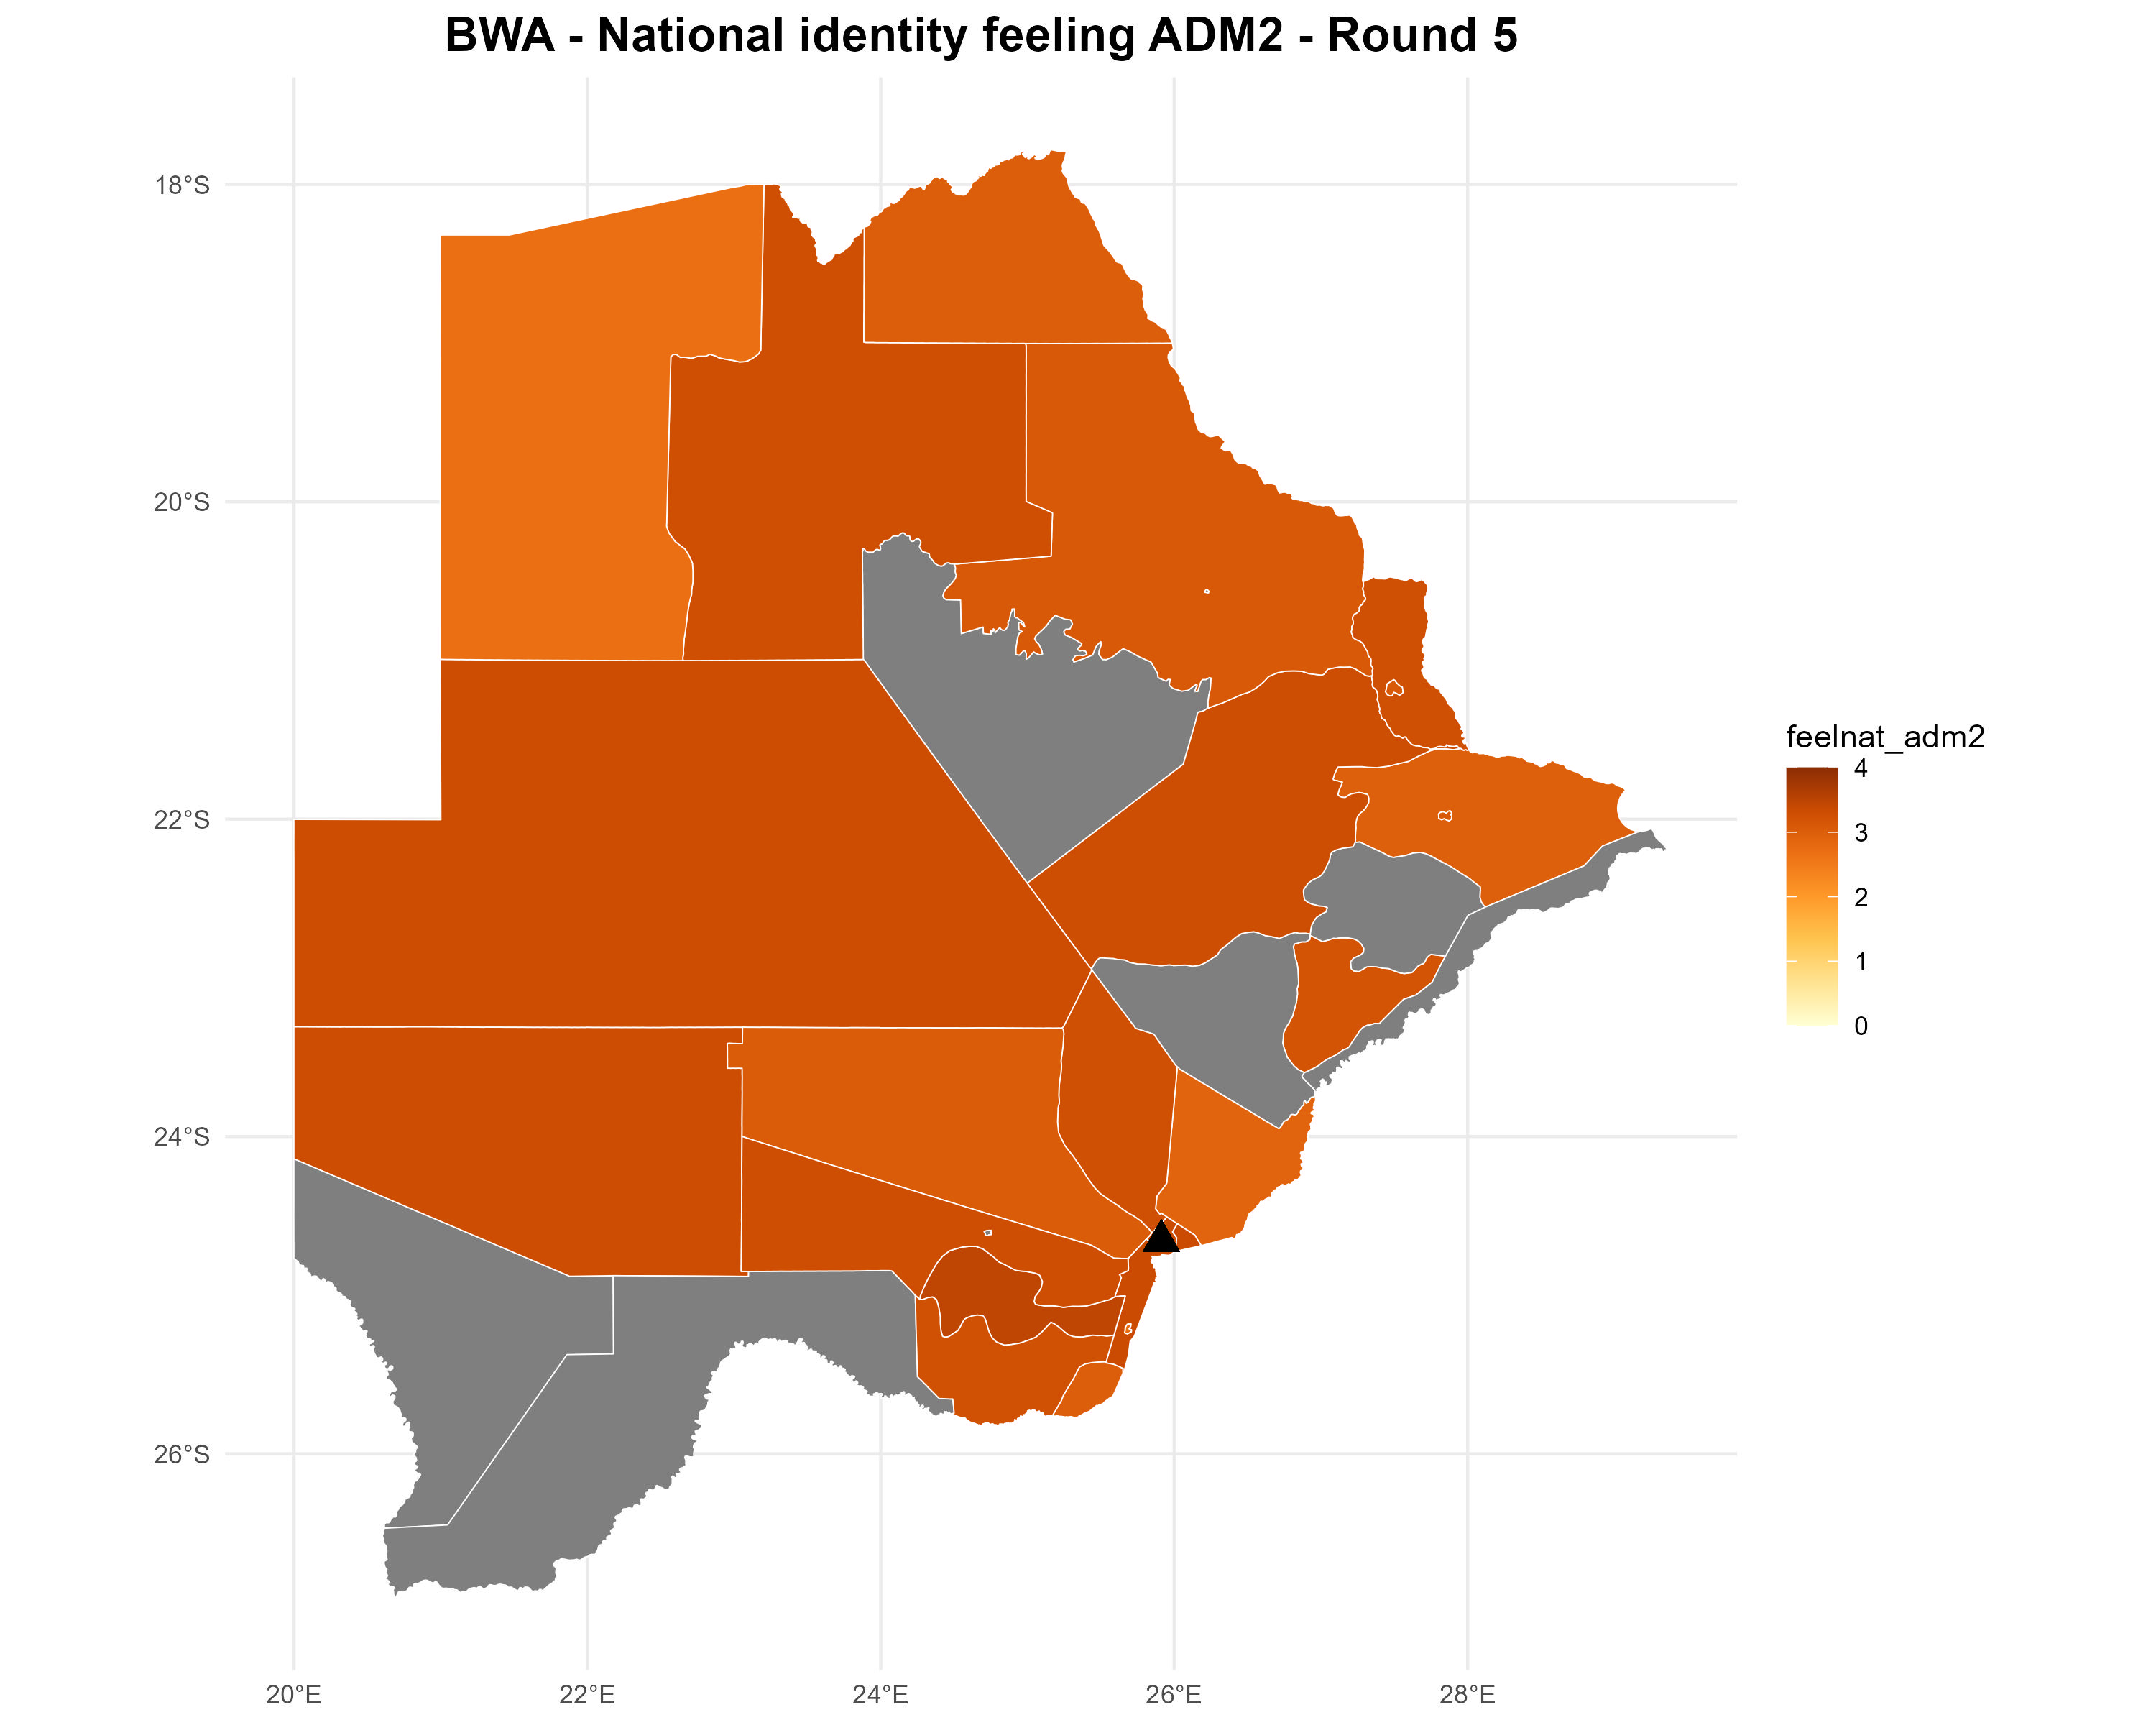 BWA - National identity feeling ADM2 - Round 5
18°S
20°S
22°S
24°S
26°S
20°E
22°E
24°E
26°E
28°E
feelnat_adm2
4
3
2
1
0